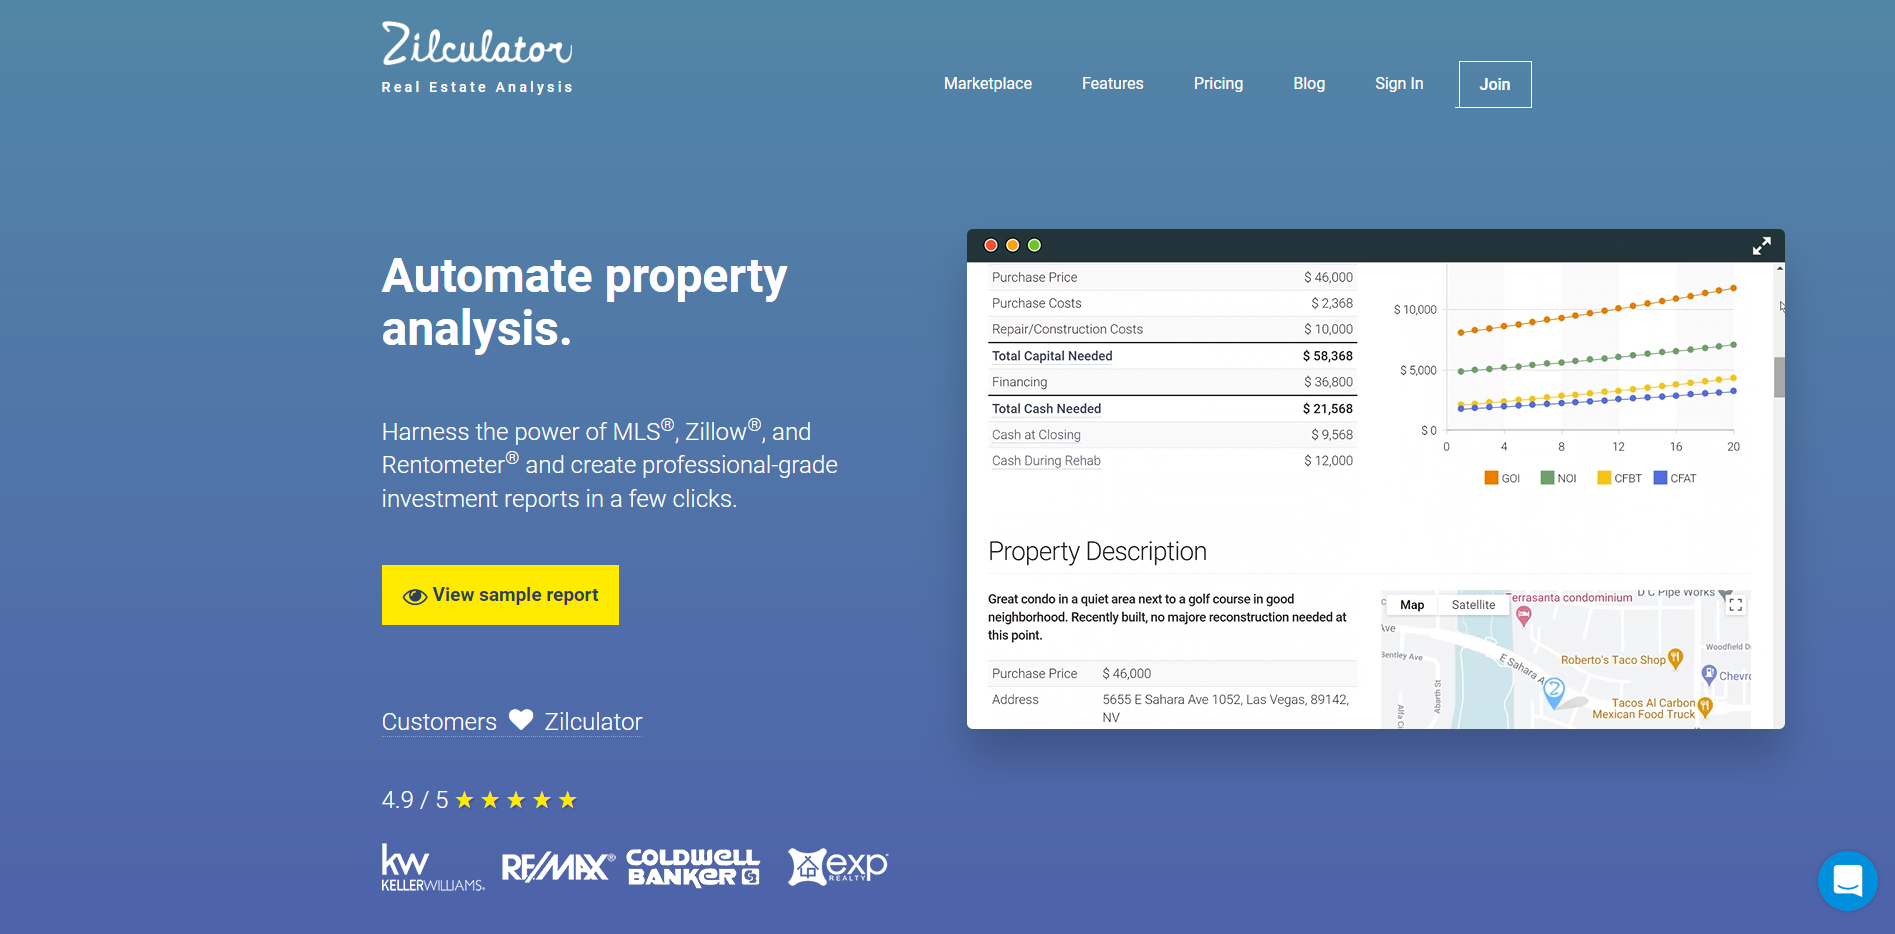 Zilculator
Real Estate Analysis
Marketplace
Features
Pricing
Blog
Sign In
Join
Automate property
analysis.
Harness the power of MLS®, Zillow®, and
Rentometer® and create professional-grade
investment reports in a few clicks.
View sample report
Customers Zilculator
4.9 / 5
kw
KELLERWILLIAMS.
RE/MAX®
COLDWELL
BANKER
exp
REALTY
Purchase Price $ 46,000
Purchase Costs $ 2,368
Repair/Construction Costs $ 10,000
Total Capital Needed $ 58,368
Financing $ 36,800
Total Cash Needed $ 21,568
Cash at Closing $ 9,568
Cash During Rehab $ 12,000
$ 10,000
$ 5,000
$ 0
0 4 8 12 16 20
GOI NOI CFBT CFAT
Property Description
Great condo in a quiet area next to a golf course in good
neighborhood. Recently built, no majore reconstruction needed at
this point.
Purchase Price $ 46,000
Address 5655 E Sahara Ave 1052, Las Vegas, 89142,
NV
Map Satellite
Terrasanta condominium
D C Pipe Works
Ave
Bentley Ave
E Sahara A
Abarth St
Alfa
Woodfield D
Roberto's Taco Shop
Chevr
Tacos Al Carbon
Mexican Food Truck